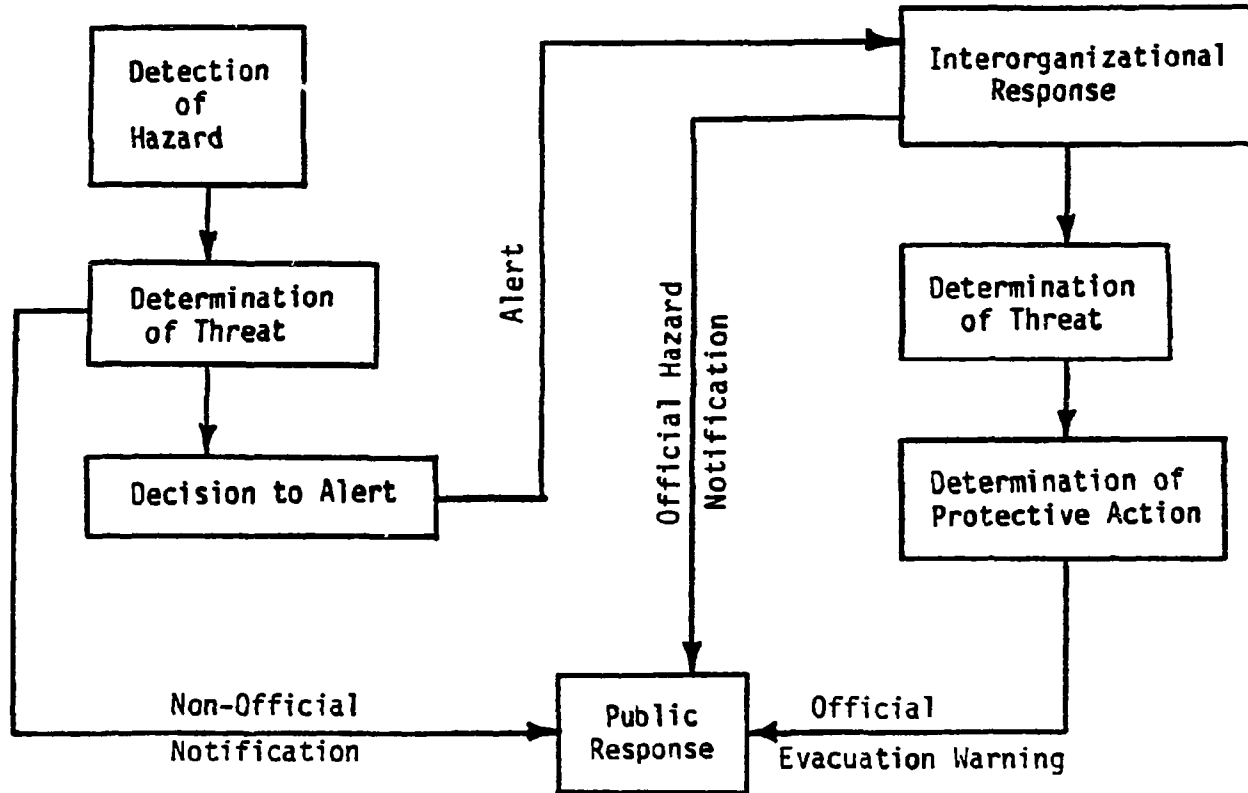 Detection
of
Hazard
Determination
of Threat
Decision to Alert
Alert
Interorganizational
Response
Official Hazard
Notification
Determination
of Threat
Determination of
Protective Action
Non-Official
Notification
Public
Response
Official
Evacuation Warning